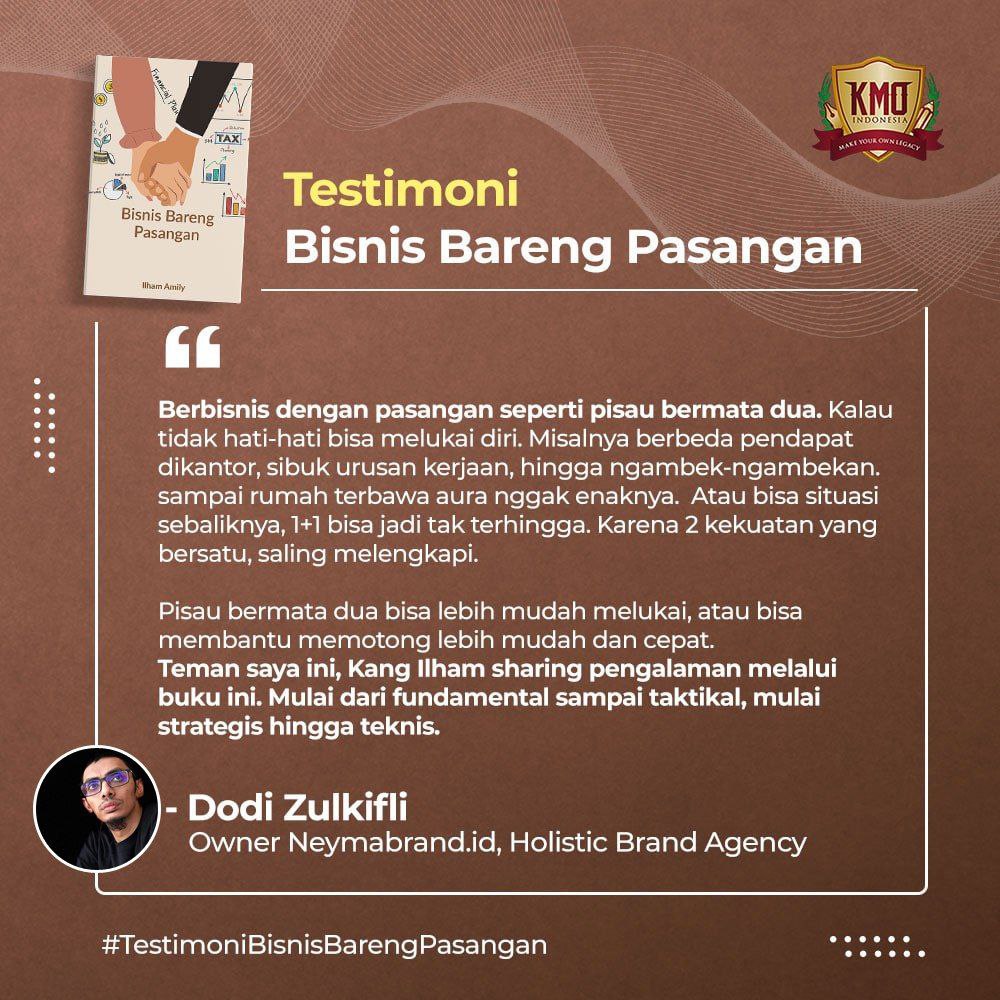 Financial Plan
TAX
Bisnis Bareng
Pasangan
Ilham Amily
KMO
INDONESIA
MAKE YOUR OWN LEGACY
Testimoni
Bisnis Bareng Pasangan
“
Berbisnis dengan pasangan seperti pisau bermata dua. Kalau
tidak hati-hati bisa melukai diri. Misalnya berbeda pendapat
dikantor, sibuk urusan kerjaan, hingga ngambek-ngambekan.
sampai rumah terbawa aura nggak enaknya.  Atau bisa situasi
sebaliknya, 1+1 bisa jadi tak terhingga. Karena 2 kekuatan yang
bersatu, saling melengkapi.
Pisau bermata dua bisa lebih mudah melukai, atau bisa
membantu memotong lebih mudah dan cepat.
Teman saya ini, Kang Ilham sharing pengalaman melalui
buku ini. Mulai dari fundamental sampai taktikal, mulai
strategis hingga teknis.
- Dodi Zulkifli
Owner Neymabrand.id, Holistic Brand Agency
#TestimoniBisnisBarengPasangan